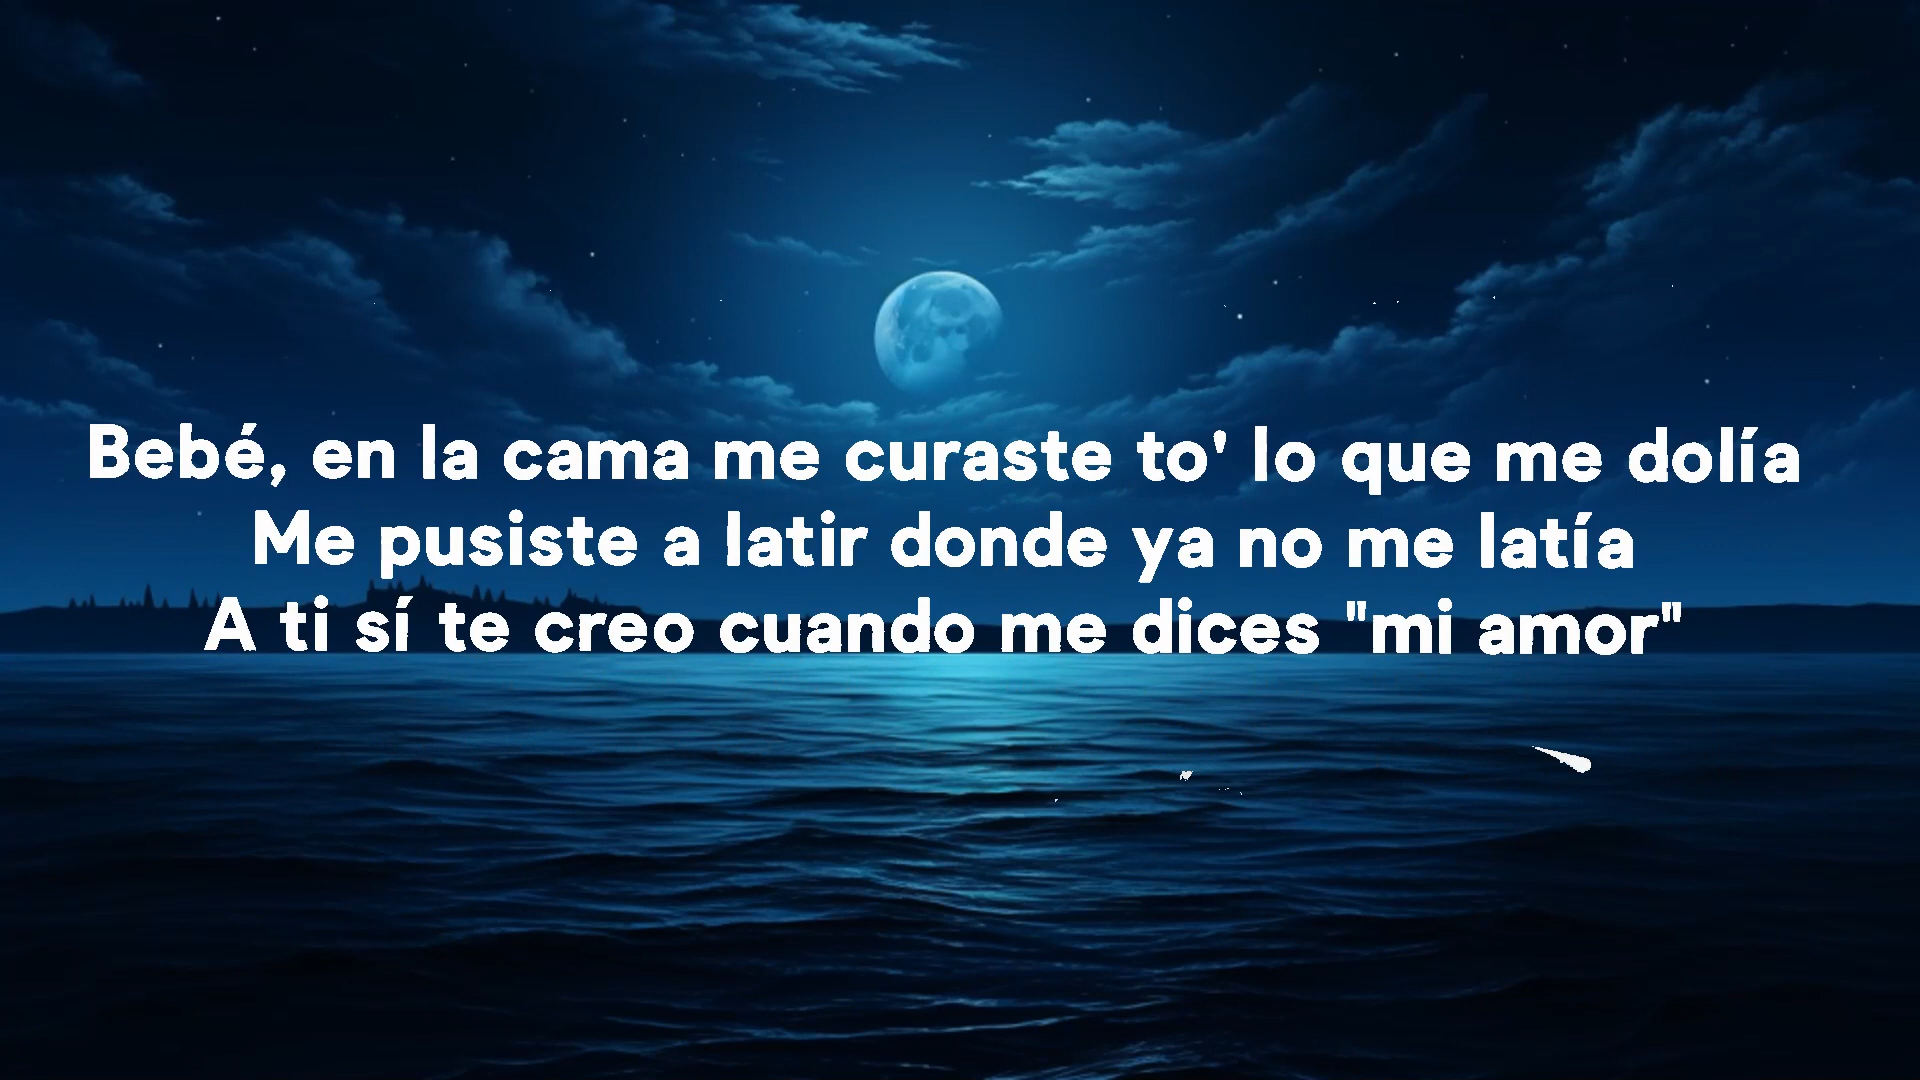 Bebé, en la cama me curaste to' lo que me dolía
Me pusiste a latir donde ya no me latía
A ti sí te creo cuando me dices "mi amor"